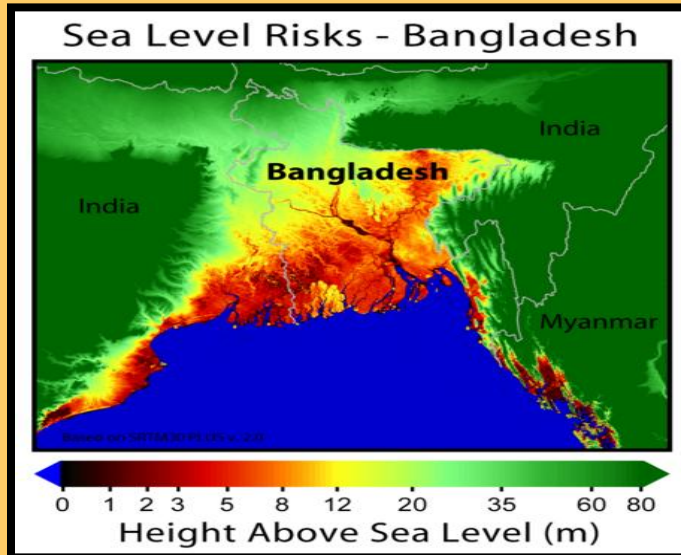 Sea Level Risks - Bangladesh
India
Bangladesh
India
Myanmar
0 1 2 3 5 8 12 20 35 60 80
Height Above Sea Level (m)